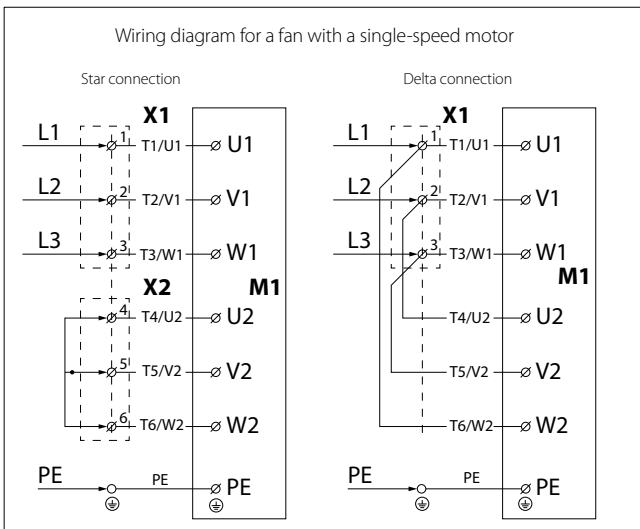 Wiring diagram for a fan with a single-speed motor
Star connection
X1
L1 1 T1/U1 U1
L2 2 T2/V1 V1
L3 3 T3/W1 W1
X2 M1
4 T4/U2 U2
5 T5/V2 V2
6 T6/W2 W2
PE PE PE
Delta connection
X1
L1 1 T1/U1 U1
L2 2 T2/V1 V1
L3 3 T3/W1 W1
M1
T4/U2 U2
T5/V2 V2
T6/W2 W2
PE PE PE